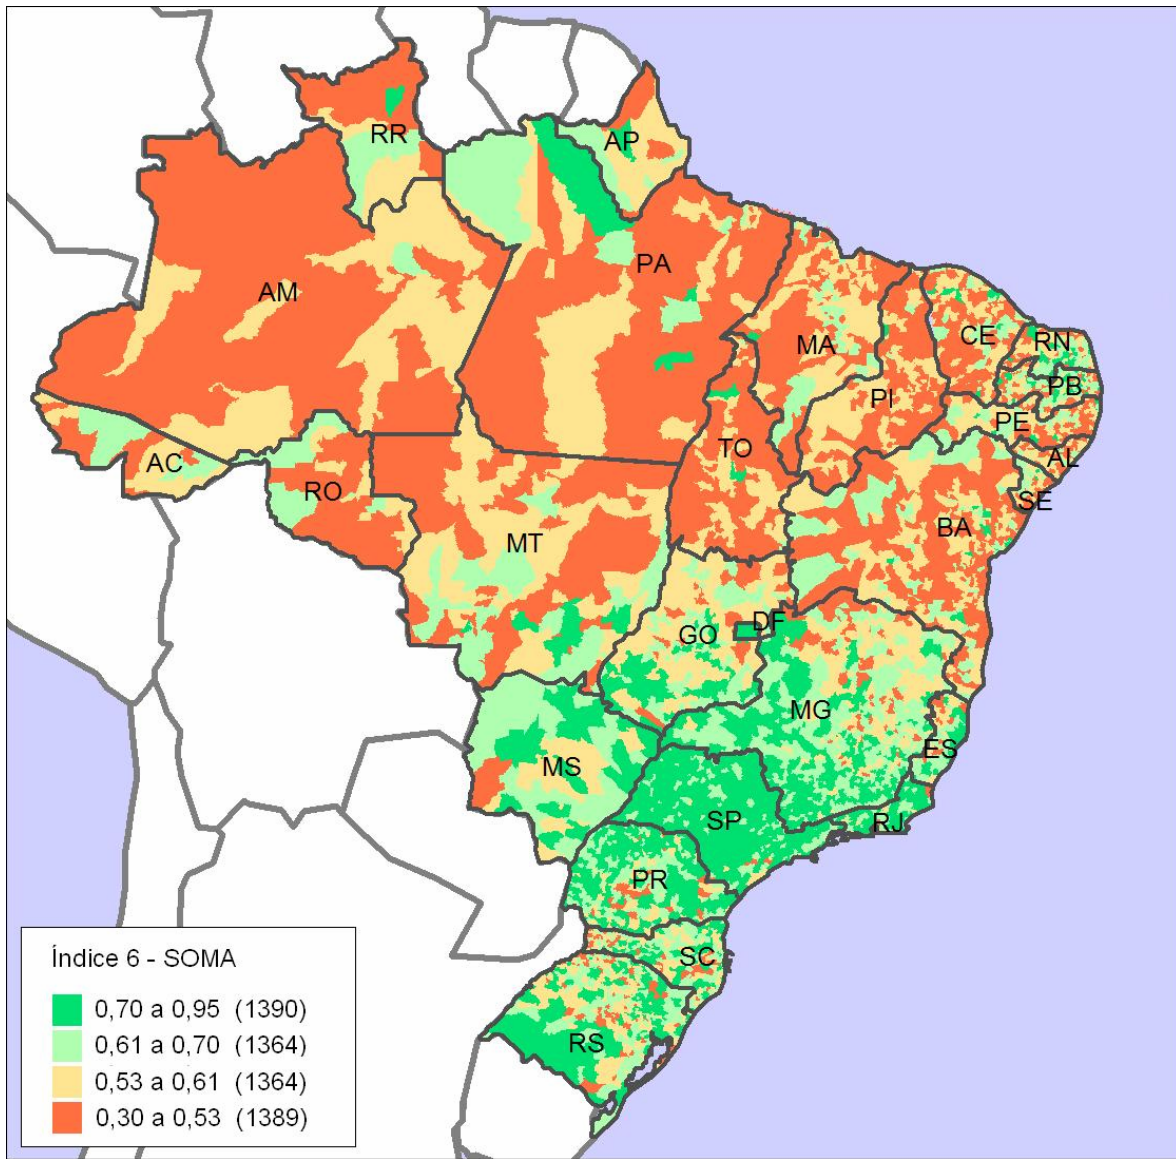 RR
AP
AM
PA
MA
CE
RN
PB
PI
PE
AC
TO
AL
RO
SE
MT
BA
DF
GO
MG
ES
MS
SP
RJ
PR
SC
RS
Índice 6 - SOMA
0,70 a 0,95 (1390)
0,61 a 0,70 (1364)
0,53 a 0,61 (1364)
0,30 a 0,53 (1389)